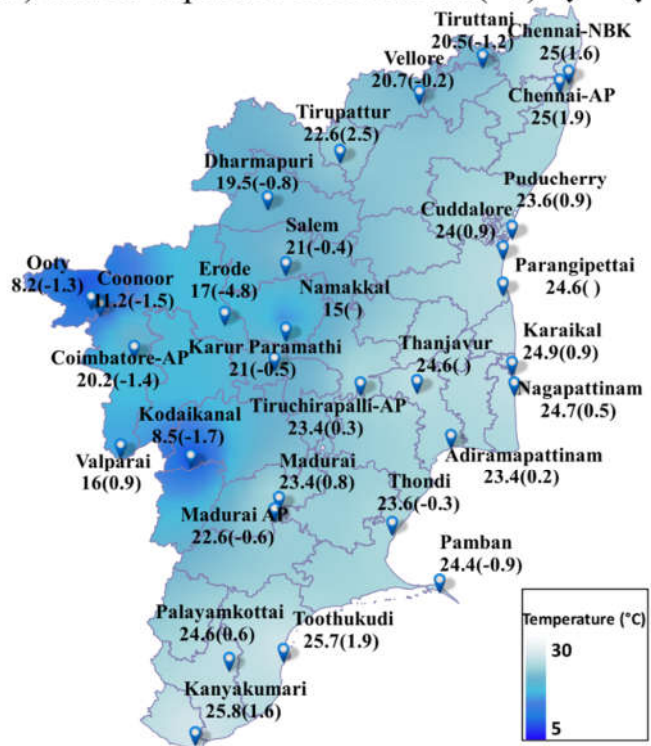 Tiruttani
20.5(-1.2)
Chennai-NBK
25(1.6)
Vellore
20.7(-0.2)
Chennai-AP
25(1.9)
Tirupattur
22.6(2.5)
Dharmapuri
19.5(-0.8)
Puducherry
23.6(0.9)
Cuddalore
24(0.9)
Salem
21(-0.4)
Ooty
8.2(-1.3)
Coonoor
11.2(-1.5)
Erode
17(-4.8)
Namakkal
15( )
Parangipettai
24.6( )
Coimbatore-AP
20.2(-1.4)
Karur Paramathi
21(-0.5)
Thanjavur
24.6( )
Karaikal
24.9(0.9)
Nagapattinam
24.7(0.5)
Kodaikanal
8.5(-1.7)
Tiruchirapalli-AP
23.4(0.3)
Valparai
16(0.9)
Madurai
23.4(0.8)
Adiramapattinam
23.4(0.2)
Thondi
23.6(-0.3)
Madurai AP
22.6(-0.6)
Pamban
24.4(-0.9)
Palayamkottai
24.6(0.6)
Toothukudi
25.7(1.9)
Kanyakumari
25.8(1.6)
Temperature (°C)
30
5